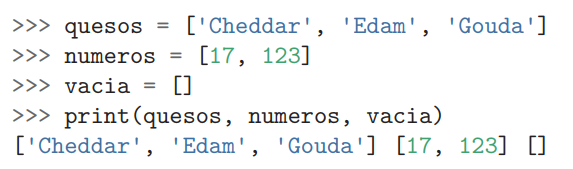 >>> quesos = ['Cheddar', 'Edam', 'Gouda']
>>> numeros = [17, 123]
>>> vacia = []
>>> print(quesos, numeros, vacia)
['Cheddar', 'Edam', 'Gouda'] [17, 123] []